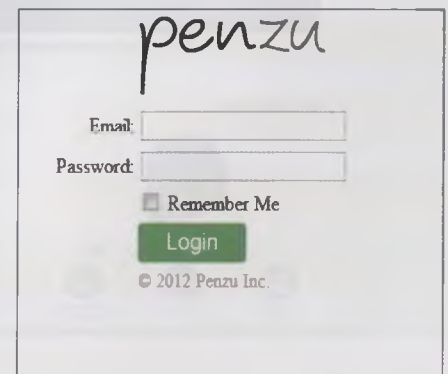 penzu
Email:
Password:
Remember Me
Login
© 2012 Penzu Inc.